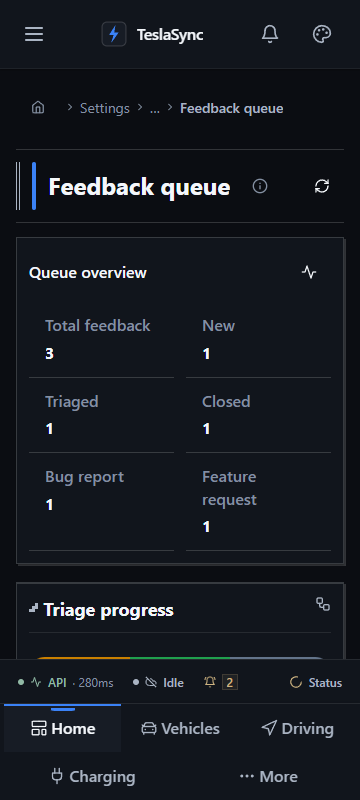 TeslaSync
Settings ... Feedback queue
Feedback queue
Queue overview
Total feedback New
3 1
Triaged Closed
1 1
Bug report Feature request
1 1
Triage progress
API · 280ms Idle 2 Status
Home Vehicles Driving
Charging More